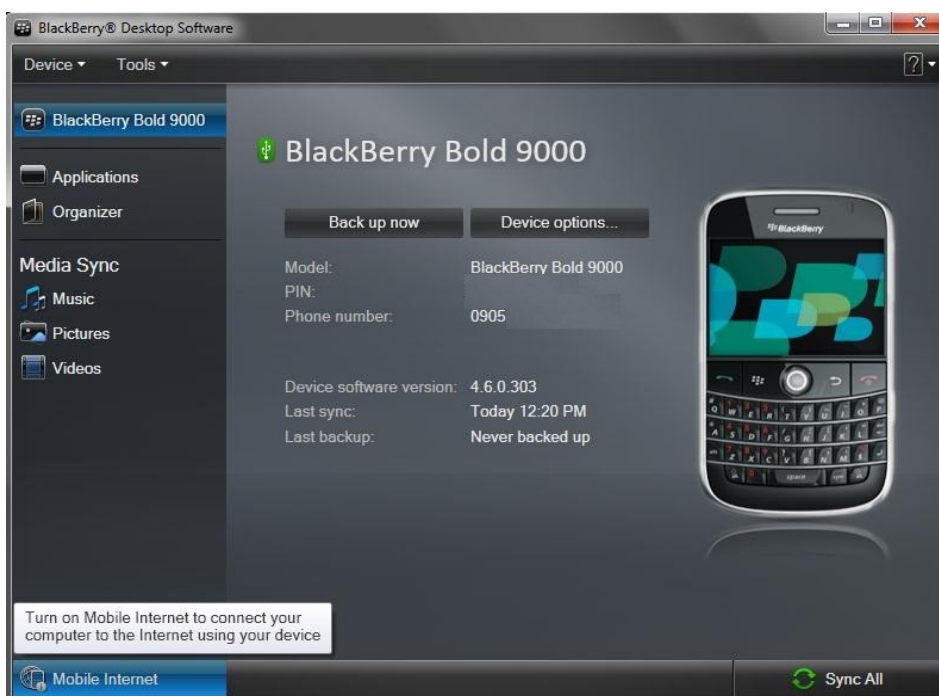 BlackBerry® Desktop Software
Device
Tools
?
BlackBerry Bold 9000
Applications
Organizer
Media Sync
Music
Pictures
Videos
BlackBerry Bold 9000
Back up now
Device options...
Model: BlackBerry Bold 9000
PIN:
Phone number: 0905
Device software version: 4.6.0.303
Last sync: Today 12:20 PM
Last backup: Never backed up
BlackBerry
Turn on Mobile Internet to connect your
computer to the Internet using your device
Mobile Internet
Sync All